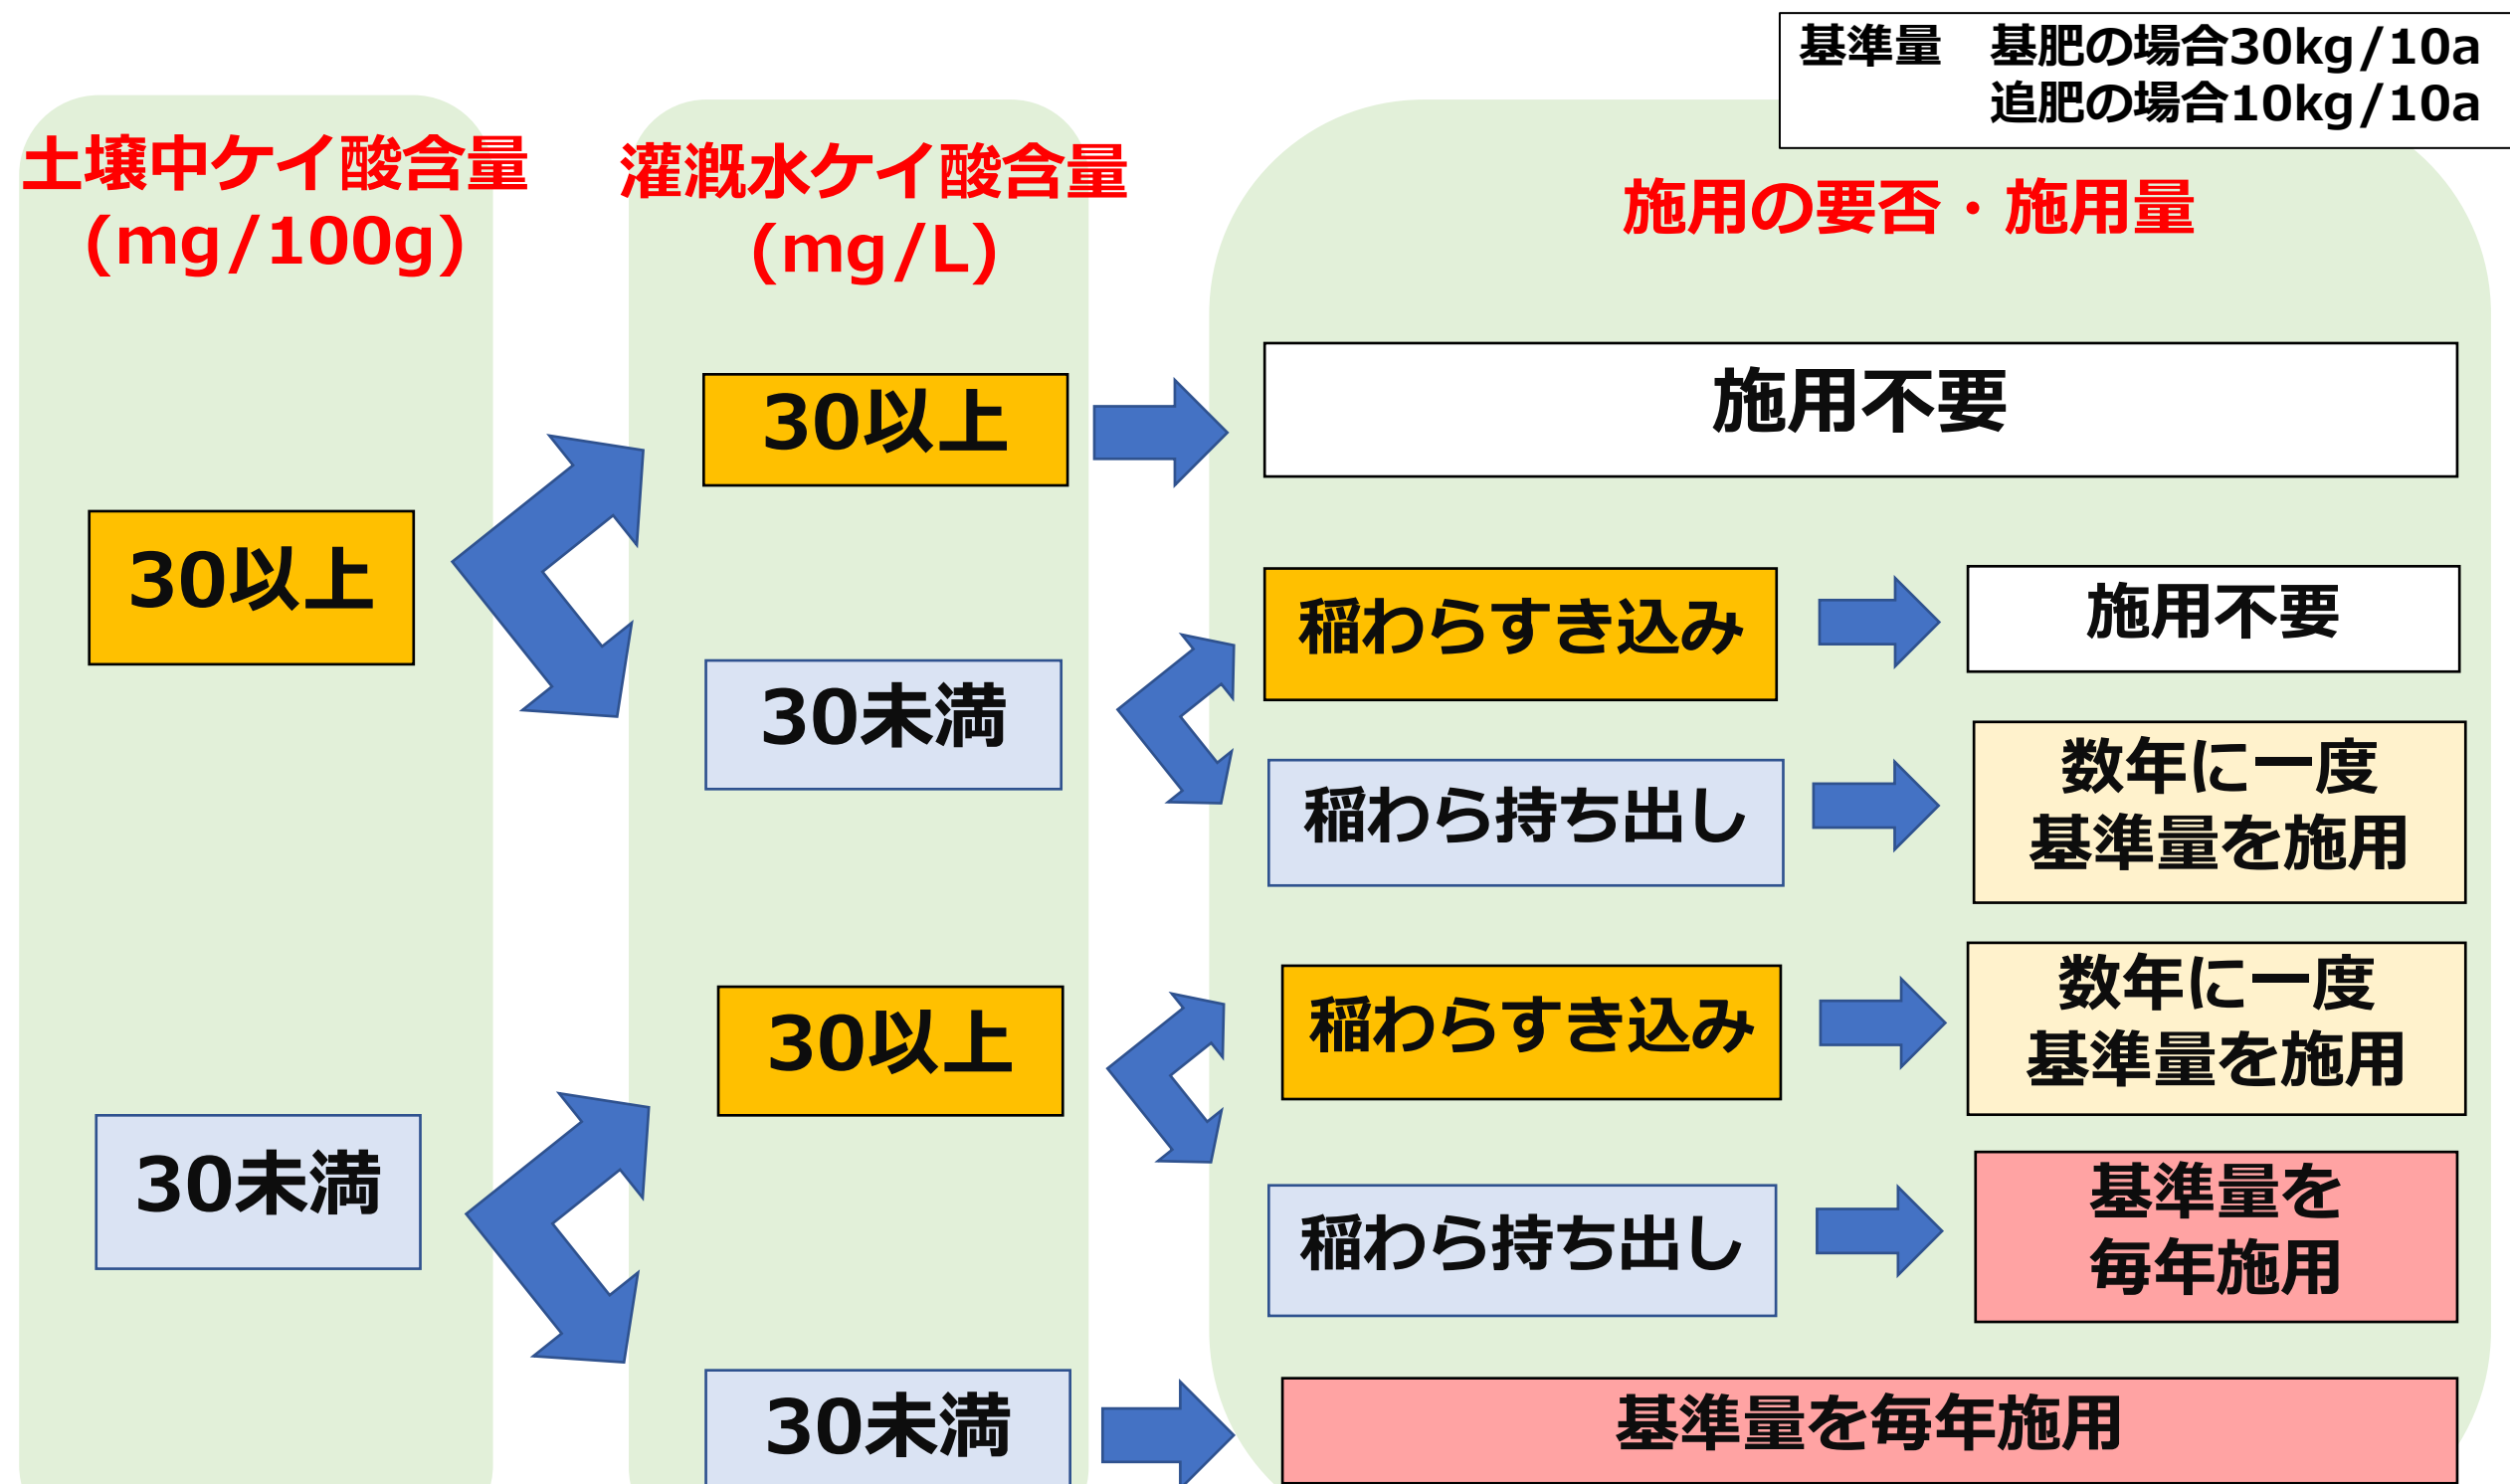 基準量　基肥の場合30kg/10a
追肥の場合10kg/10a
土壌中ケイ酸含量
(mg/100g)
灌漑水ケイ酸含量
(mg/L)
施用の要否・施用量
30以上
30以上
施用不要
30未満
稲わらすき込み
施用不要
稲わら持ち出し
数年に一度
基準量を施用
30未満
30以上
稲わらすき込み
数年に一度
基準量を施用
稲わら持ち出し
基準量を
毎年施用
30未満
基準量を毎年施用